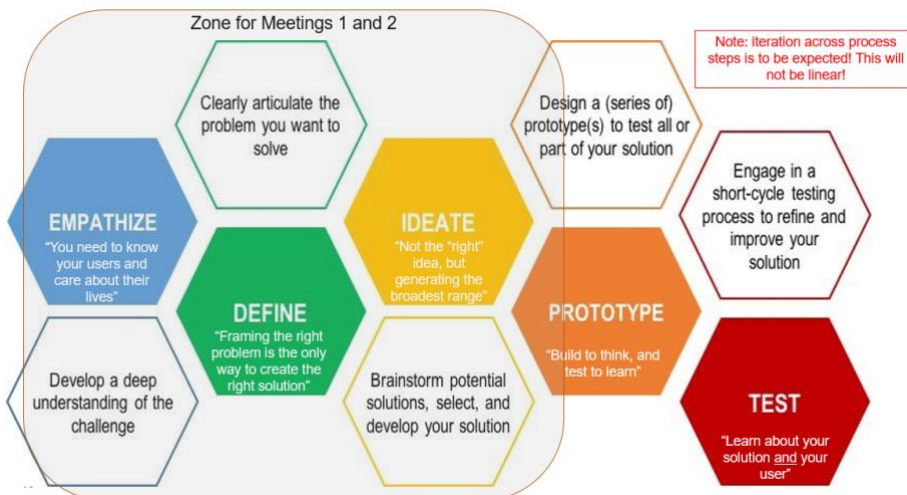 Zone for Meetings 1 and 2
Note: iteration across process
steps is to be expected! This will
not be linear!
Clearly articulate the
problem you want to
solve
Design a (series of)
prototype(s) to test all or
part of your solution
Engage in a
short-cycle testing
process to refine and
improve your
solution
EMPATHIZE
“You need to know
your users and
care about their
lives”
IDEATE
“Not the “right”
idea, but
generating the
broadest range”
DEFINE
“Framing the right
problem is the only
way to create the
right solution”
PROTOTYPE
“Build to think, and
test to learn”
Develop a deep
understanding of the
challenge
Brainstorm potential
solutions, select, and
develop your solution
TEST
“Learn about your
solution and your
user”